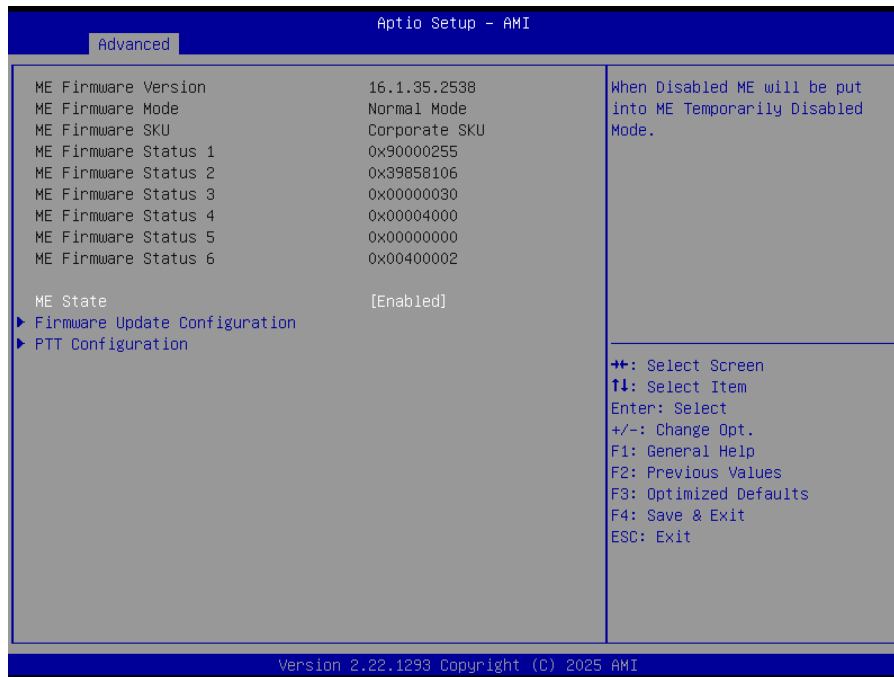 Aptio Setup – AMI
Advanced
ME Firmware Version 16.1.35.2538
ME Firmware Mode Normal Mode
ME Firmware SKU Corporate SKU
ME Firmware Status 1 0x90000255
ME Firmware Status 2 0x39858106
ME Firmware Status 3 0x00000030
ME Firmware Status 4 0x00004000
ME Firmware Status 5 0x00000000
ME Firmware Status 6 0x00400002
ME State [Enabled]
Firmware Update Configuration
PTT Configuration
When Disabled ME will be put
into ME Temporarily Disabled
Mode.
→←: Select Screen
↑↓: Select Item
Enter: Select
+/-: Change Opt.
F1: General Help
F2: Previous Values
F3: Optimized Defaults
F4: Save & Exit
ESC: Exit
Version 2.22.1293 Copyright (C) 2025 AMI